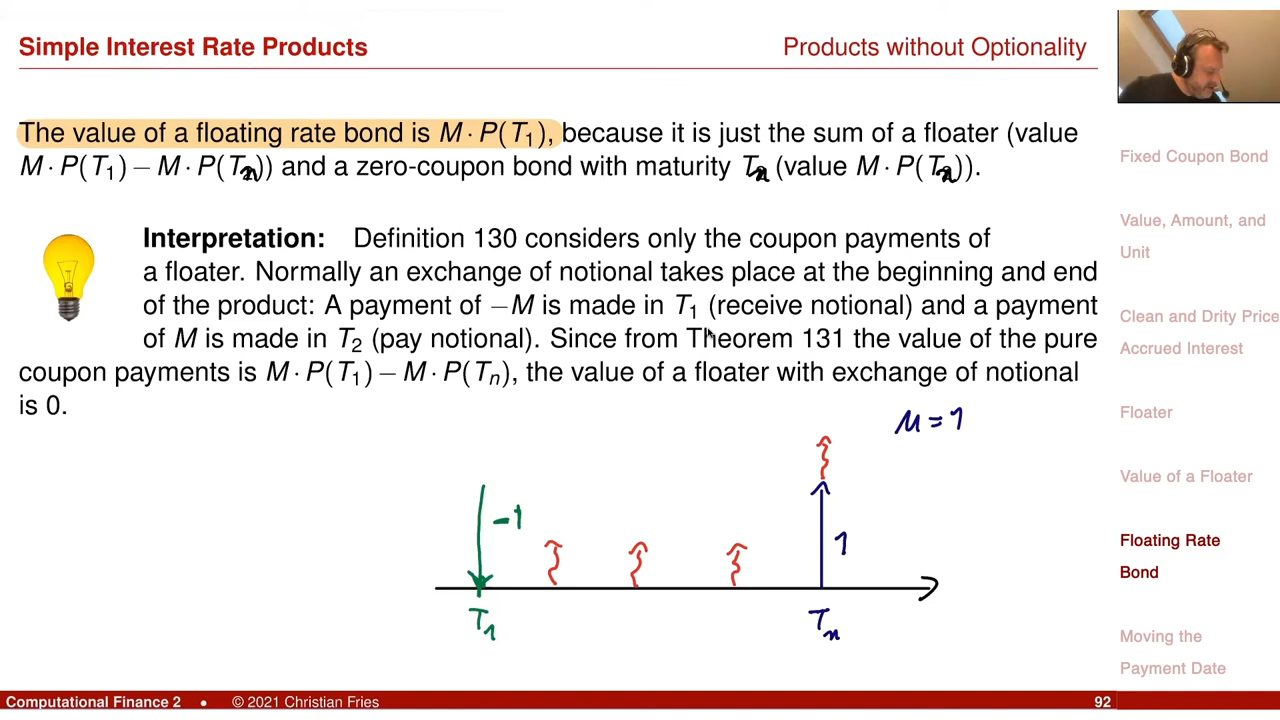 Simple Interest Rate Products
Products without Optionality
The value of a floating rate bond is M · P(T₁), because it is just the sum of a floater (value
M · P(T₁) − M · P(Tₙ)) and a zero-coupon bond with maturity Tₙ (value M · P(Tₙ)).
Interpretation: Definition 130 considers only the coupon payments of
a floater. Normally an exchange of notional takes place at the beginning and end
of the product: A payment of −M is made in T₁ (receive notional) and a payment
of M is made in T₂ (pay notional). Since from Theorem 131 the value of the pure
coupon payments is M · P(T₁) − M · P(Tₙ), the value of a floater with exchange of notional
is 0.
M = 1
-1
1
T₁
Tₙ
Fixed Coupon Bond
Value, Amount, and
Unit
Clean and Drity Price
Accrued Interest
Floater
Value of a Floater
Floating Rate
Bond
Moving the
Payment Date
Computational Finance 2 • © 2021 Christian Fries
92